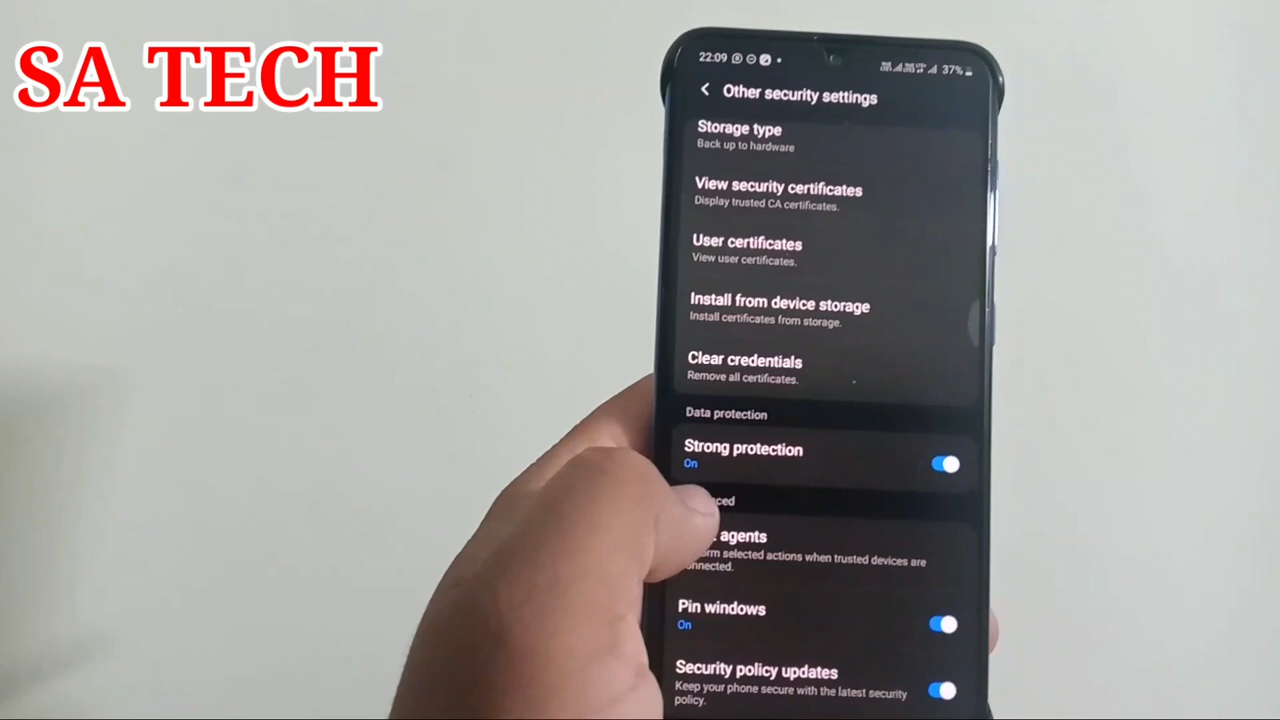 SA TECH
22:09
37%
Other security settings
Storage type
Back up to hardware
View security certificates
Display trusted CA certificates.
User certificates
View user certificates.
Install from device storage
Install certificates from storage.
Clear credentials
Remove all certificates.
Data protection
Strong protection
On
agents
selected actions when trusted devices are
Pin windows
On
Security policy updates
Keep your phone secure with the latest security
policy.